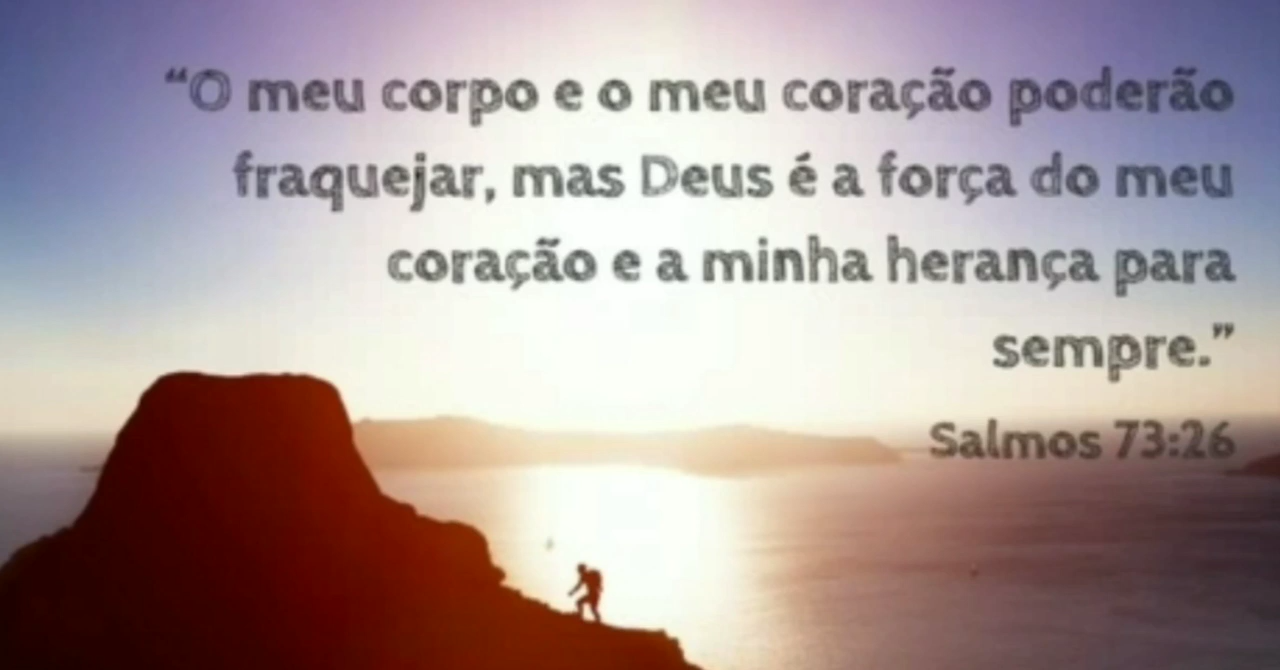 “O meu corpo e o meu coração poderão
fraquejar, mas Deus é a força do meu
coração e a minha herança para
sempre.”
Salmos 73:26